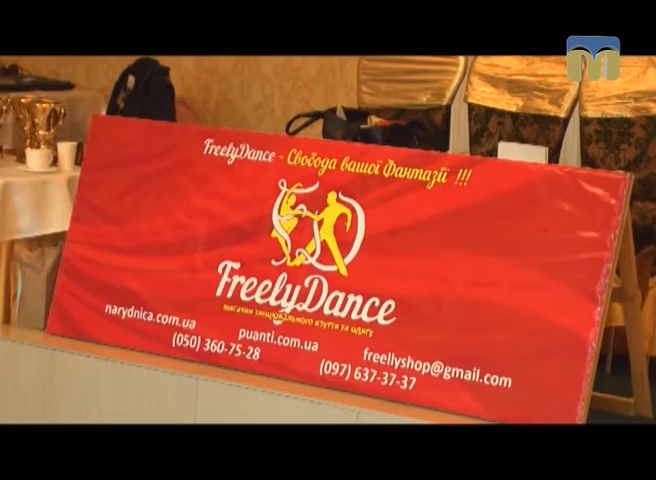 FreelyDance - Свобода вашої Фантазії !!!
FD
FreelyDance
магазин танцювального взуття та одягу
narydnica.com.ua
puanti.com.ua
freellyshop@gmail.com
(050) 360-75-28
(097) 637-37-37